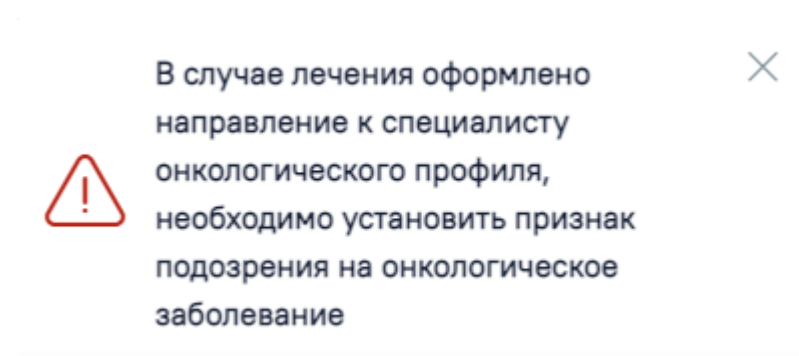 В случае лечения оформлено
направление к специалисту
онкологического профиля,
необходимо установить признак
подозрения на онкологическое
заболевание